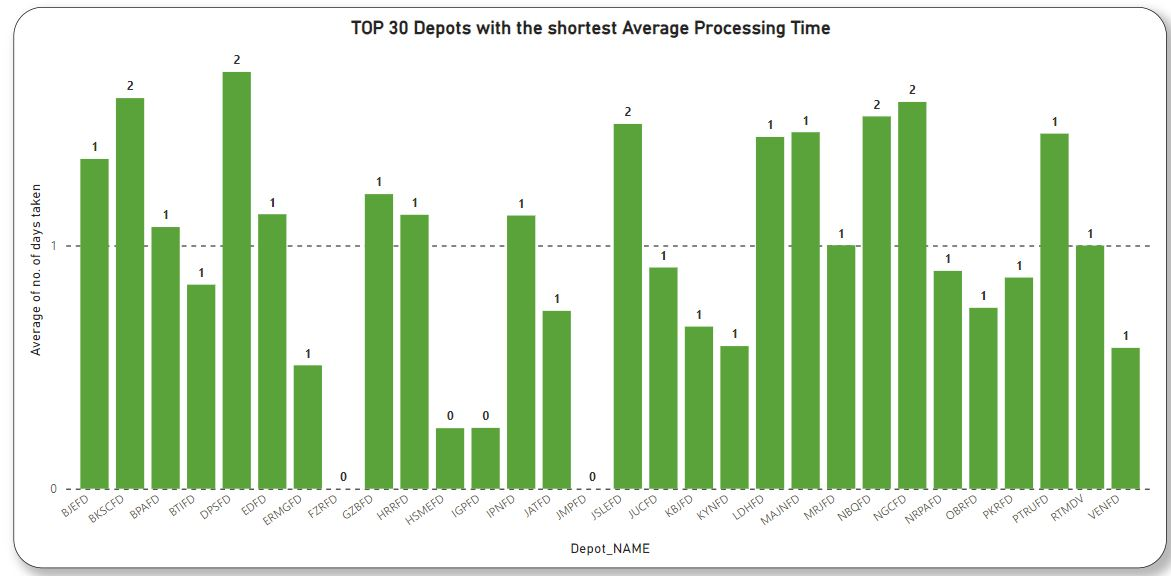 TOP 30 Depots with the shortest Average Processing Time
Average of no. of days taken
1
0
1
2
1
1
2
1
1
0
1
1
0
0
1
1
0
2
1
1
1
1
1
1
2
2
1
1
1
1
1
1
BJEFD
BKSCFD
BPAFD
BTIFD
DPSFD
EDFD
ERMGFD
FZRFD
GZBFD
HRRFD
HSMEFD
IGPFD
IPNFD
JATFD
JMPFD
JSLEFD
JUCFD
KBJFD
KYNFD
LDHFD
MAJNFD
MRJFD
NBQFD
NGCFD
NRPAFD
OBRFD
PKRFD
PTRUFD
RTMDV
VENFD
Depot_NAME